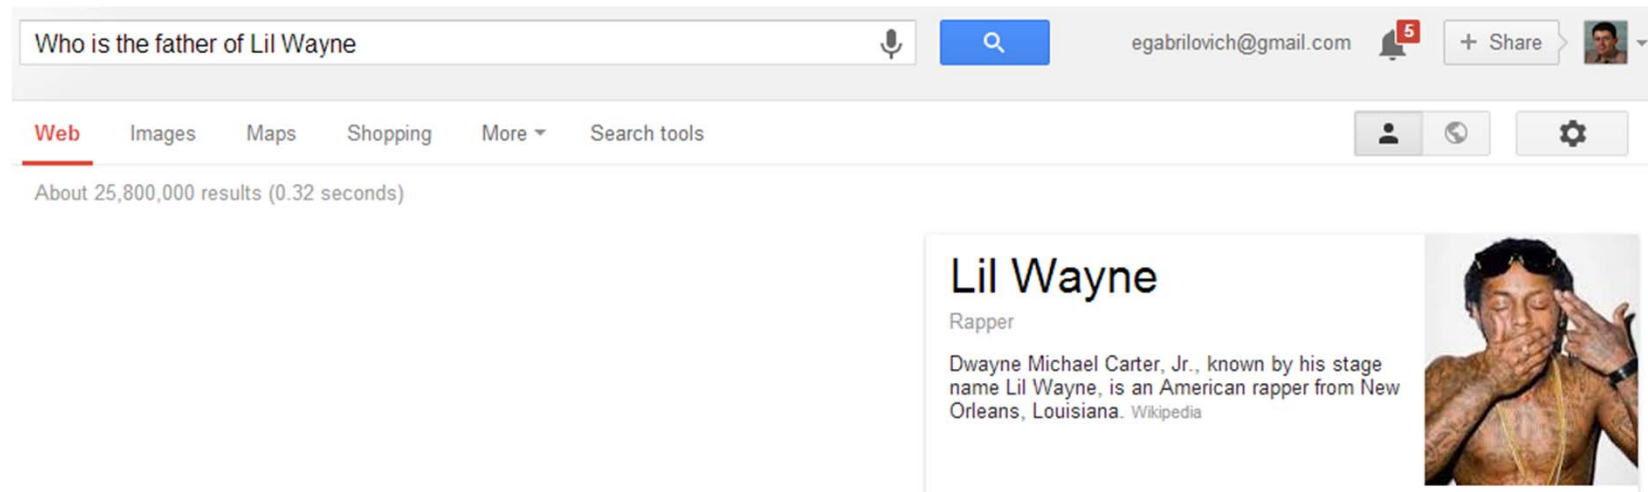 Who is the father of Lil Wayne
egabrilovich@gmail.com
5
+ Share
Web
Images
Maps
Shopping
More
Search tools
About 25,800,000 results (0.32 seconds)
Lil Wayne
Rapper
Dwayne Michael Carter, Jr., known by his stage
name Lil Wayne, is an American rapper from New
Orleans, Louisiana. Wikipedia